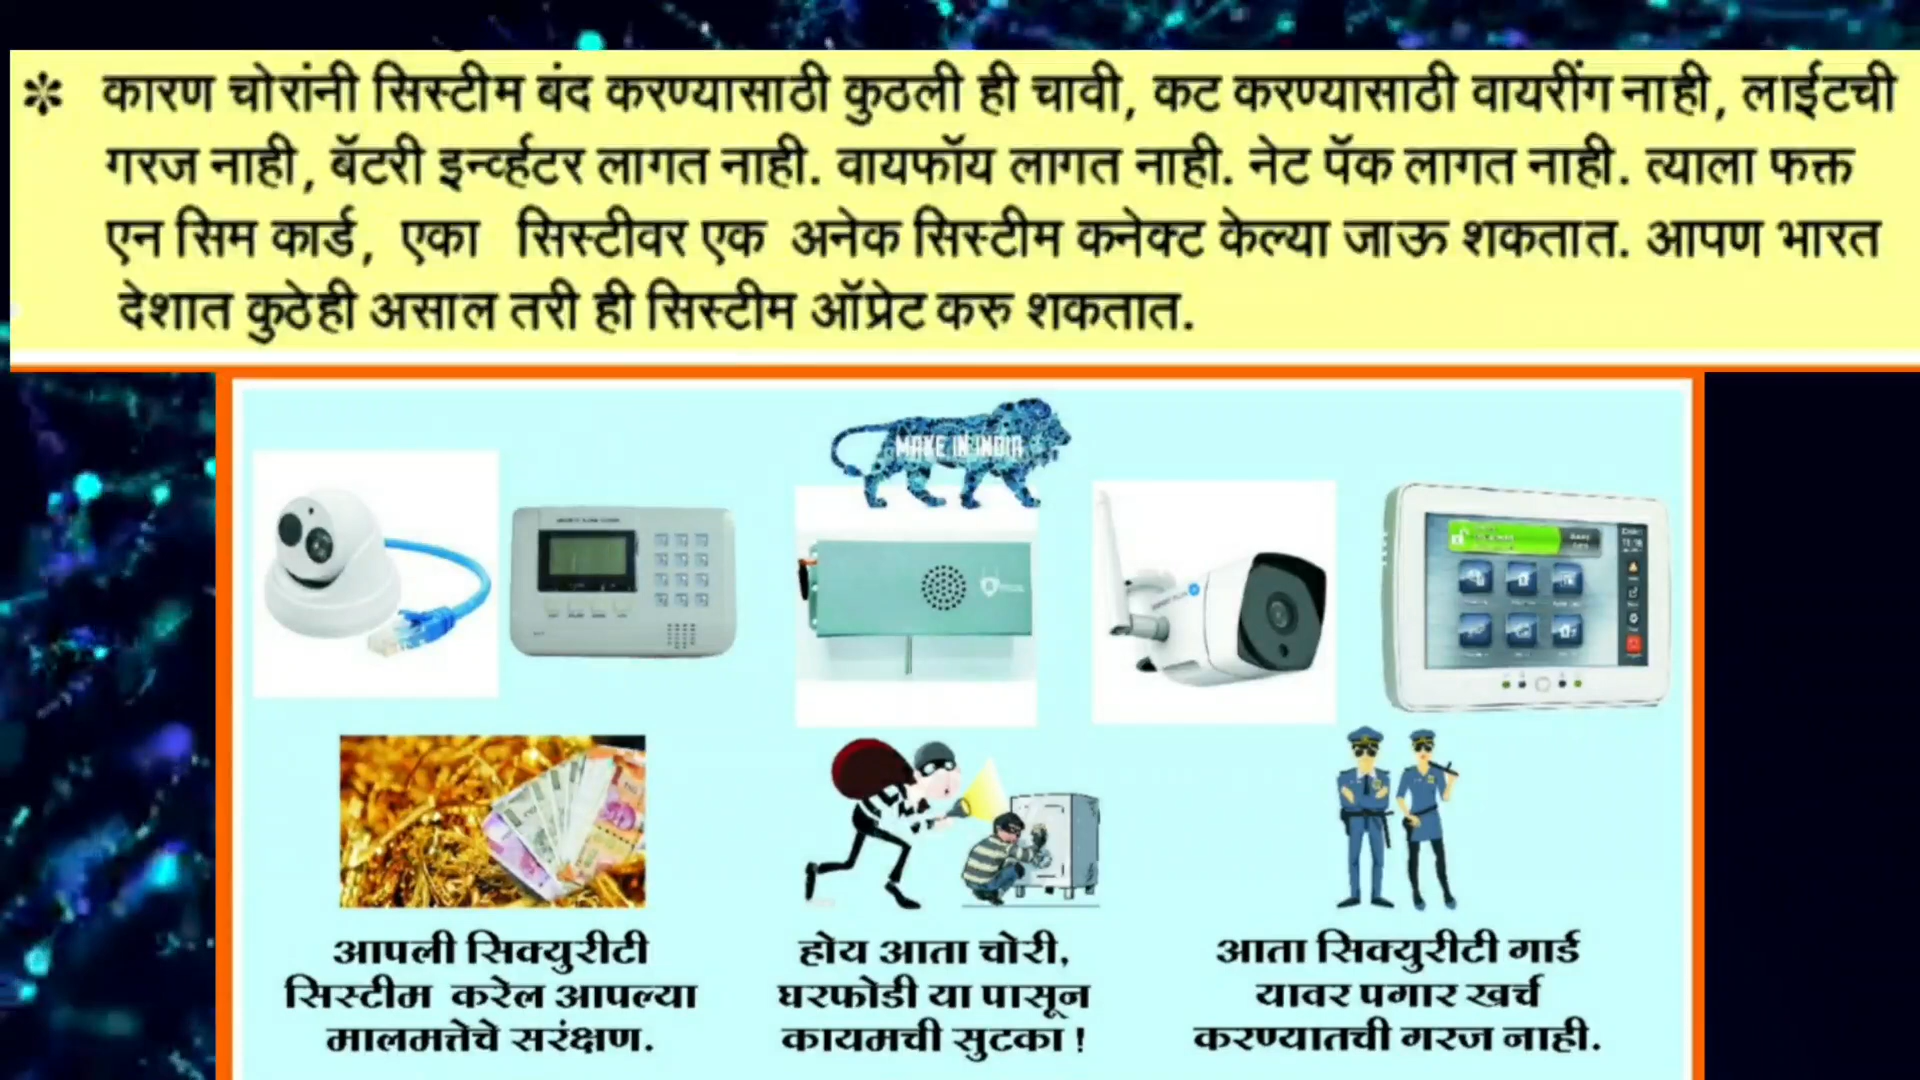 * कारण चोरांनी सिस्टीम बंद करण्यासाठी कुठली ही चावी, कट करण्यासाठी वायरींग नाही, लाईटची
गरज नाही, बॅटरी इन्व्हेंटर लागत नाही. वायफॉय लागत नाही. नेट पॅक लागत नाही. त्याला फक्त
एन सिम कार्ड, एका सिस्टीवर एक अनेक सिस्टीम कनेक्ट केल्या जाऊ शकतात. आपण भारत
देशात कुठेही असाल तरी ही सिस्टीम ऑप्रेट करु शकतात.
MAKE IN INDIA
आपली सिक्युरीटी
सिस्टीम करेल आपल्या
मालमत्तेचे सरंक्षण.
होय आता चोरी,
घरफोडी या पासून
कायमची सुटका !
आता सिक्युरीटी गार्ड
यावर पगार खर्च
करण्यातची गरज नाही.